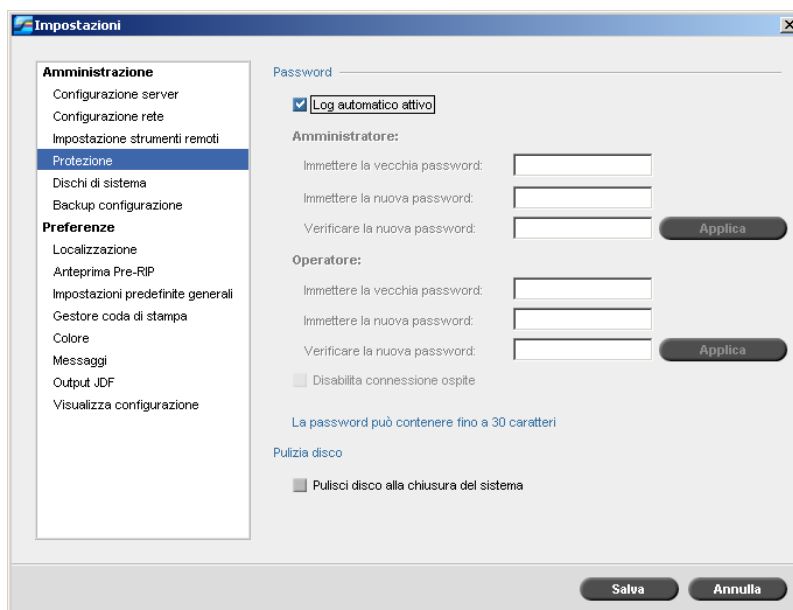 Impostazioni
Amministrazione
Configurazione server
Configurazione rete
Impostazione strumenti remoti
Protezione
Dischi di sistema
Backup configurazione
Preferenze
Localizzazione
Anteprima Pre-RIP
Impostazioni predefinite generali
Gestore coda di stampa
Colore
Messaggi
Output JDF
Visualizza configurazione
Password
Log automatico attivo
Amministratore:
Immettere la vecchia password:
Immettere la nuova password:
Verificare la nuova password:
Applica
Operatore:
Immettere la vecchia password:
Immettere la nuova password:
Verificare la nuova password:
Applica
Disabilita connessione ospite
La password può contenere fino a 30 caratteri
Pulizia disco
Pulisci disco alla chiusura del sistema
Salva
Annulla